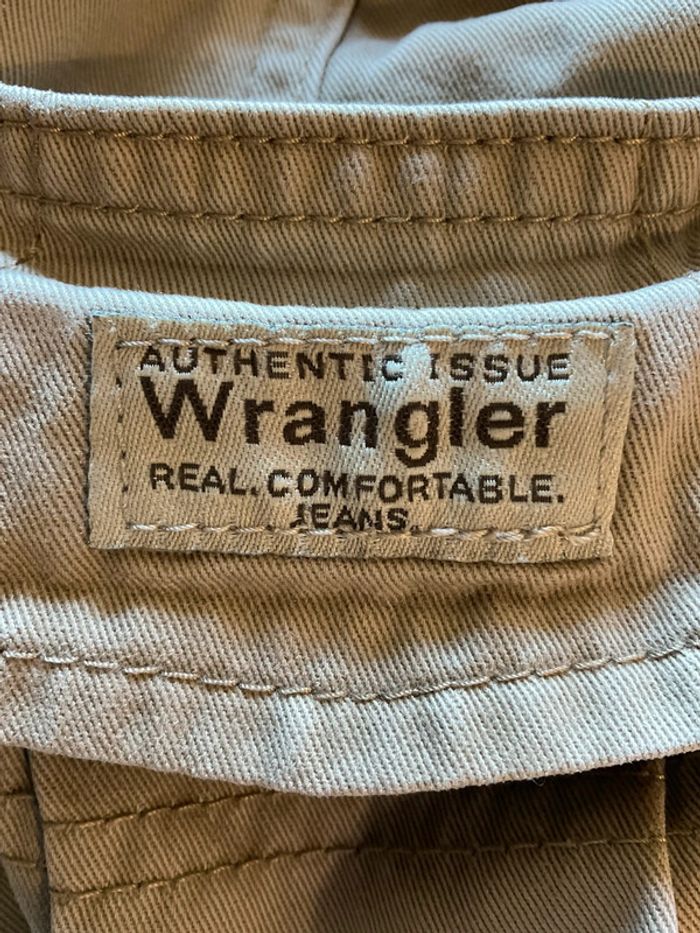 AUTHENTIC ISSUE
Wrangler
REAL. COMFORTABLE.
JEANS.